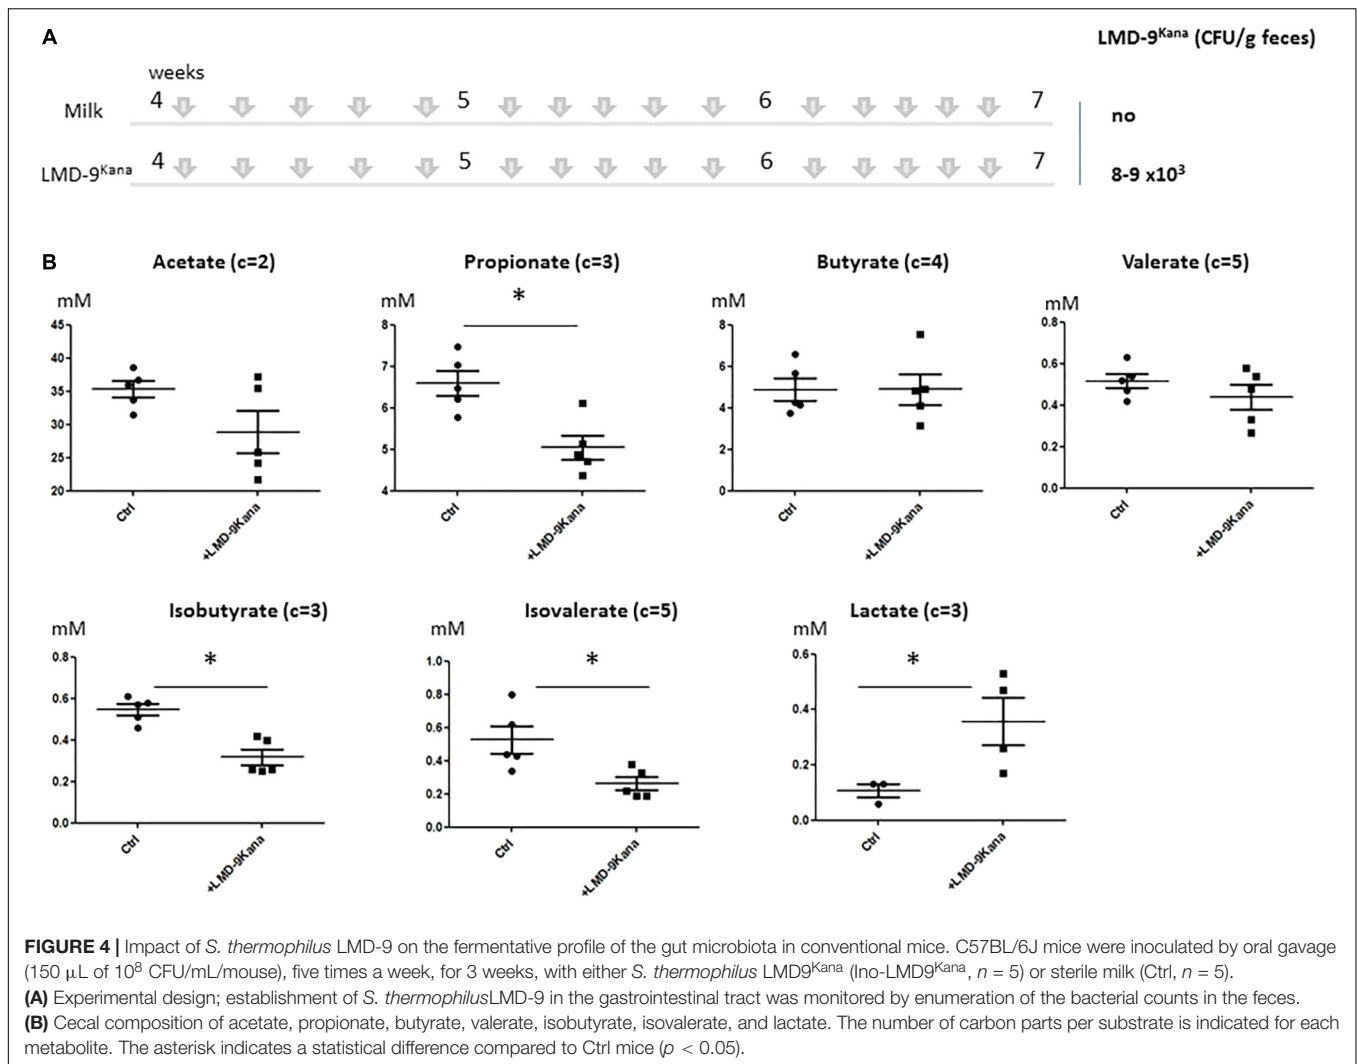 A
LMD-9ᴷᵃⁿᵃ (CFU/g feces)
weeks
Milk 4 5 6 7 no
LMD-9ᴷᵃⁿᵃ 4 5 6 7 8-9 x10³
B
Acetate (c=2) Propionate (c=3) Butyrate (c=4) Valerate (c=5)
mM
45
40
35
30
25
20
Ctrl
+LMD-9Kana
mM
*
8
7
6
5
4
Ctrl
+LMD-9Kana
mM
8
6
4
2
0
Ctrl
+LMD-9Kana
mM
0.8
0.6
0.4
0.2
0.0
Ctrl
+LMD-9Kana
Isobutyrate (c=3) Isovalerate (c=5) Lactate (c=3)
mM
*
0.8
0.6
0.4
0.2
0.0
Ctrl
+LMD-9Kana
mM
*
1.0
0.8
0.6
0.4
0.2
0.0
Ctrl
+LMD-9Kana
mM
*
0.6
0.4
0.2
0.0
Ctrl
+LMD-9Kana
FIGURE 4 | Impact of S. thermophilus LMD-9 on the fermentative profile of the gut microbiota in conventional mice. C57BL/6J mice were inoculated by oral gavage
(150 μL of 10⁸ CFU/mL/mouse), five times a week, for 3 weeks, with either S. thermophilus LMD9ᴷᵃⁿᵃ (Ino-LMD9ᴷᵃⁿᵃ, n = 5) or sterile milk (Ctrl, n = 5).
(A) Experimental design; establishment of S. thermophilusLMD-9 in the gastrointestinal tract was monitored by enumeration of the bacterial counts in the feces.
(B) Cecal composition of acetate, propionate, butyrate, valerate, isobutyrate, isovalerate, and lactate. The number of carbon parts per substrate is indicated for each
metabolite. The asterisk indicates a statistical difference compared to Ctrl mice (p < 0.05).